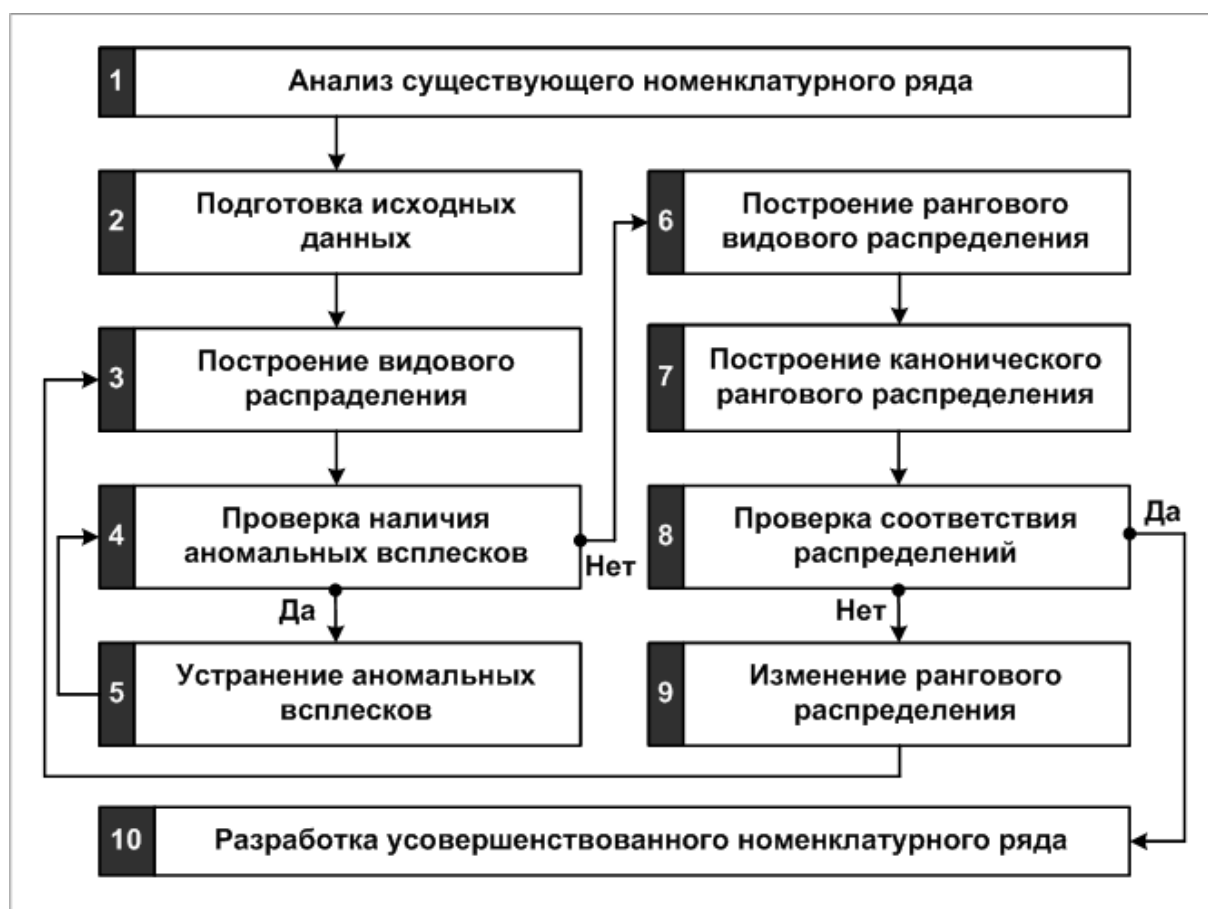 1
Анализ существующего номенклатурного ряда
2
Подготовка исходных
данных
3
Построение видового
распраделения
4
Проверка наличия
аномальных всплесков
Нет
Да
5
Устранение аномальных
всплесков
6
Построение рангового
видового распределения
7
Построение канонического
рангового распределения
8
Проверка соответствия
распределений
Да
Нет
9
Изменение рангового
распределения
10
Разработка усовершенствованного номенклатурного ряда